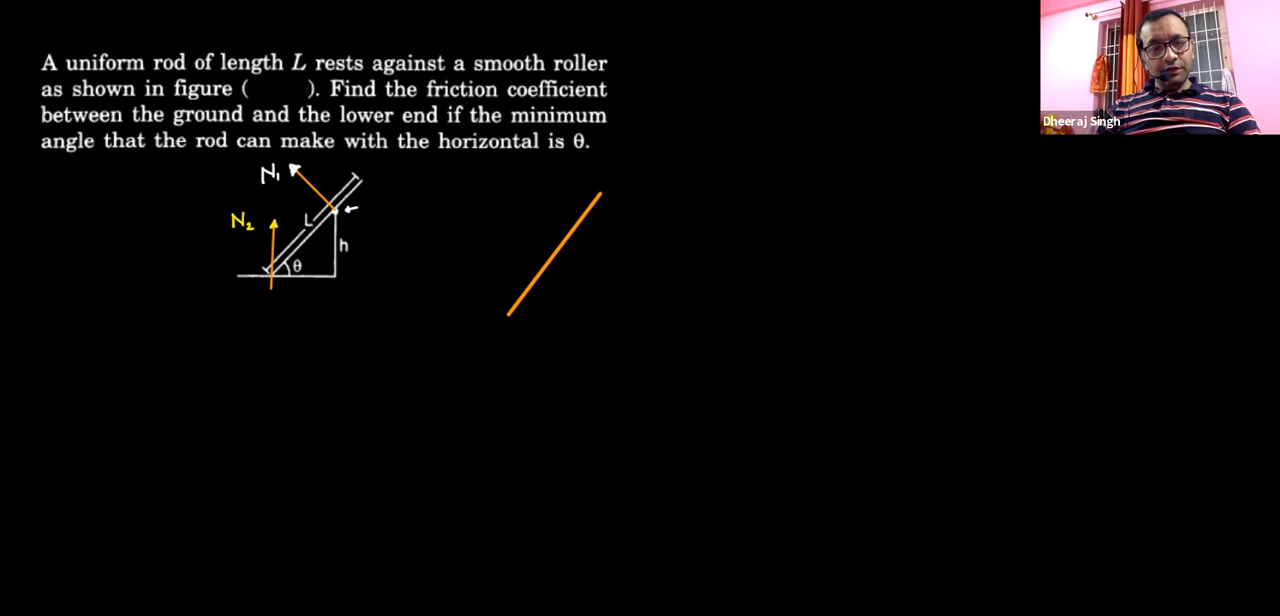 A uniform rod of length L rests against a smooth roller
as shown in figure ( ). Find the friction coefficient
between the ground and the lower end if the minimum
angle that the rod can make with the horizontal is θ.
N₁
N₂
L
h
θ
Dheeraj Singh